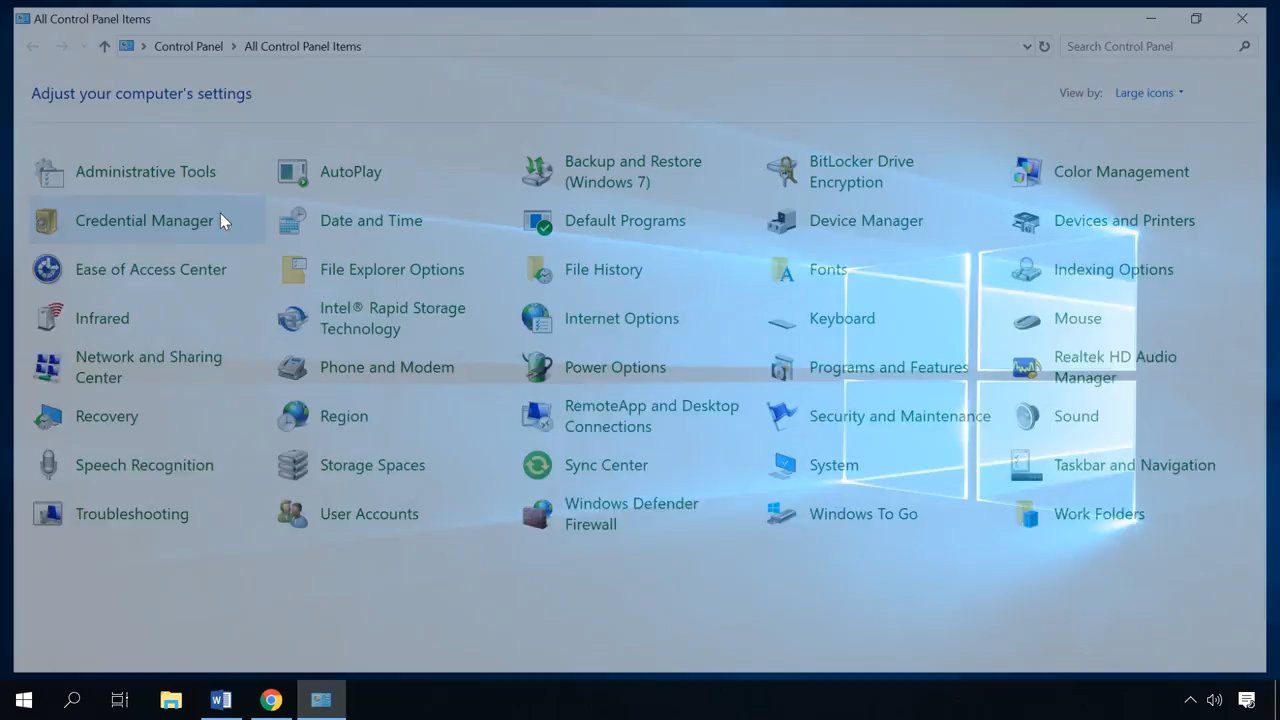 All Control Panel Items
Control Panel
All Control Panel Items
Search Control Panel
Adjust your computer's settings
View by:
Large icons
Administrative Tools
AutoPlay
Backup and Restore
(Windows 7)
BitLocker Drive
Encryption
Color Management
Credential Manager
Date and Time
Default Programs
Device Manager
Devices and Printers
Ease of Access Center
File Explorer Options
File History
Fonts
Indexing Options
Infrared
Intel® Rapid Storage
Technology
Internet Options
Keyboard
Mouse
Network and Sharing
Center
Phone and Modem
Power Options
Programs and Features
Realtek HD Audio
Manager
Recovery
Region
RemoteApp and Desktop
Connections
Security and Maintenance
Sound
Speech Recognition
Storage Spaces
Sync Center
System
Taskbar and Navigation
Troubleshooting
User Accounts
Windows Defender
Firewall
Windows To Go
Work Folders